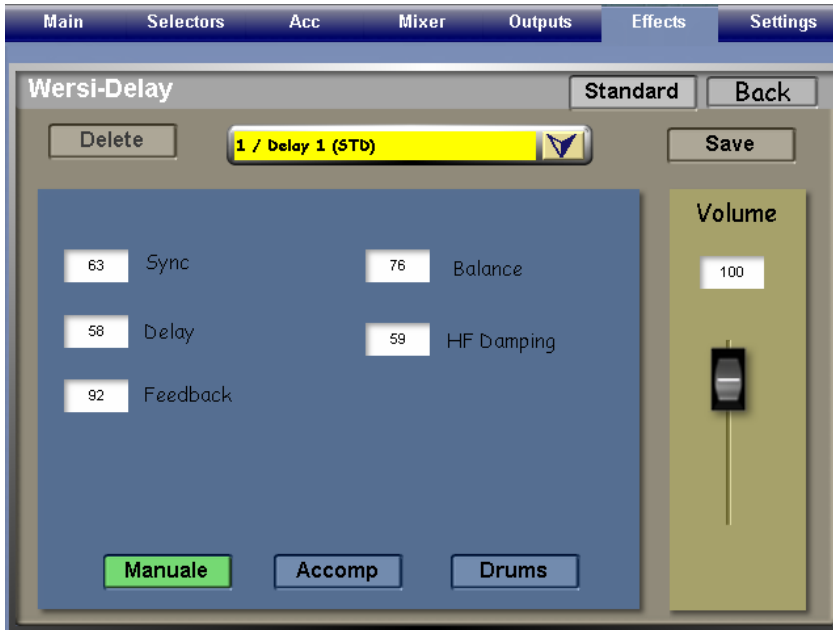 Main Selectors Acc Mixer Outputs Effects Settings
Wersi-Delay Standard Back
Delete 1 / Delay 1 (STD) Save
Volume
63 Sync 76 Balance 100
58 Delay 59 HF Damping
92 Feedback
Manuale Accomp Drums